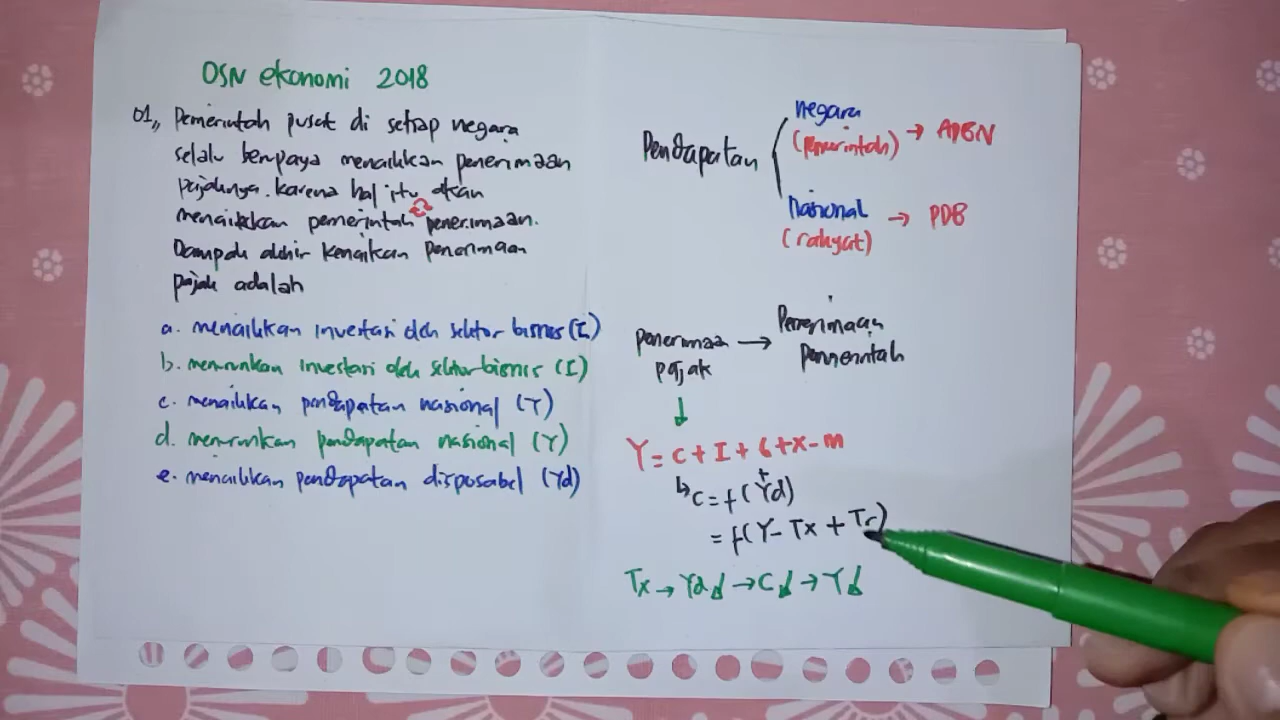 OSN ekonomi 2018
01,, Pemerintah pusat di setiap negara
selalu berupaya menaikkan penerimaan
pajaknya. karena hal itu akan
menaikkan pemerintah penerimaan.
Dampak akhir kenaikan penerimaan
pajak adalah
a. menaikkan investasi oleh sektor bisnis (I)
b. menurunkan investasi oleh sektor bisnis (I)
c. menaikkan pendapatan nasional (Y)
d. menurunkan pendapatan nasional (Y)
e. menaikkan pendapatan disposabel (Yd)
Pendapatan
negara
(pemerintah) → APBN
Nasional → PDB
(rahyat)
penerimaan → Penerimaan
pajak pemerintah
↓
Y = C + I + G + X - M
↳ C = f(Yd)
+
= f(Y - Tx + Tr)
Tx → Yd↓ → C↓ → Y↓